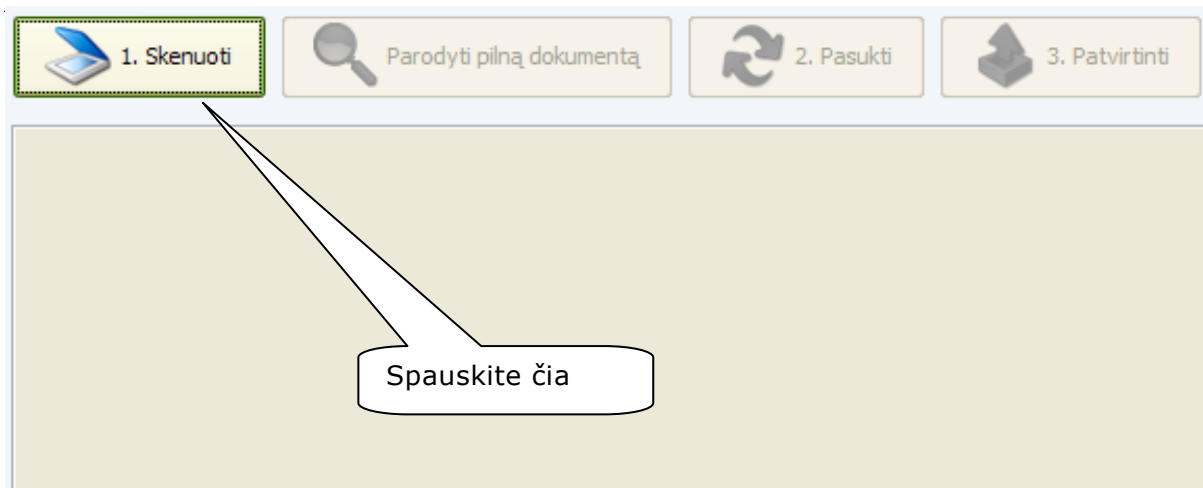 1. Skenuoti
Parodyti pilną dokumentą
2. Pasukti
3. Patvirtinti
Spauskite čia